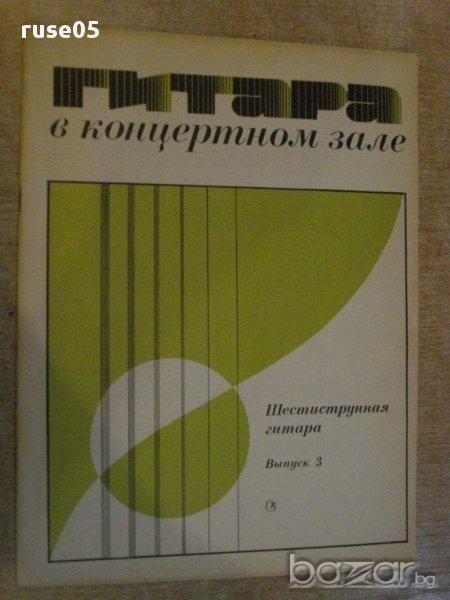 ruse05
ГИТАРА
в концертном зале
Шестиструнная
гитара
Выпуск 3
bazar.bg